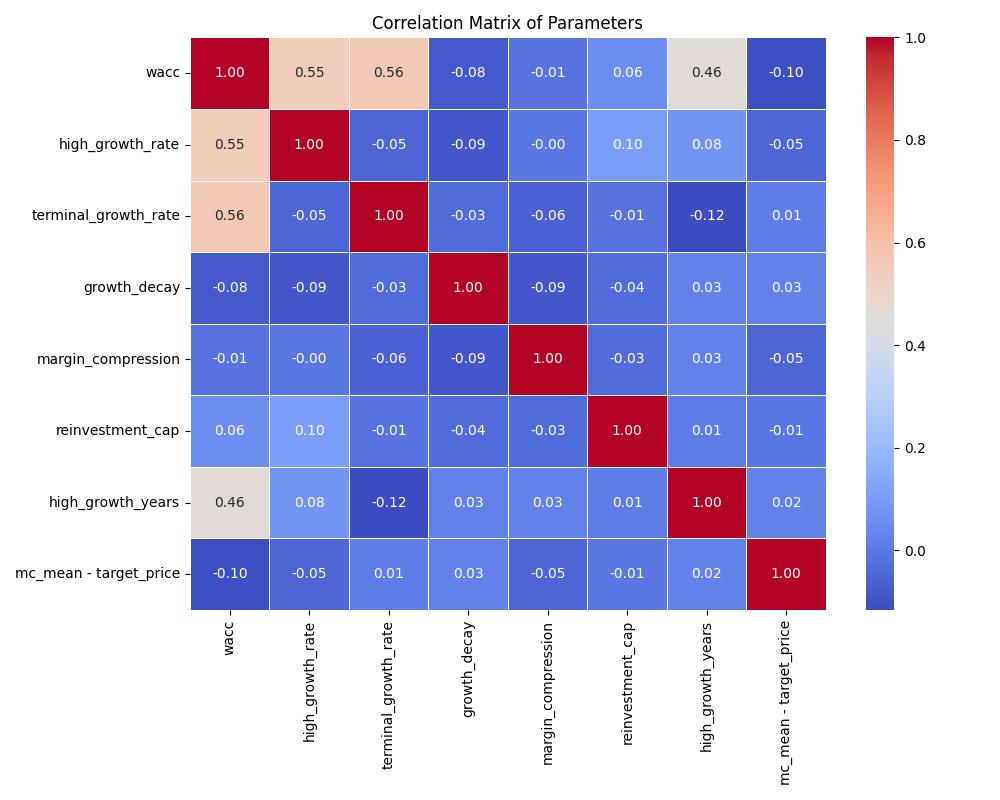 Correlation Matrix of Parameters
wacc 1.00 0.55 0.56 -0.08 -0.01 0.06 0.46 -0.10
high_growth_rate 0.55 1.00 -0.05 -0.09 -0.00 0.10 0.08 -0.05
terminal_growth_rate 0.56 -0.05 1.00 -0.03 -0.06 -0.01 -0.12 0.01
growth_decay -0.08 -0.09 -0.03 1.00 -0.09 -0.04 0.03 0.03
margin_compression -0.01 -0.00 -0.06 -0.09 1.00 -0.03 0.03 -0.05
reinvestment_cap 0.06 0.10 -0.01 -0.04 -0.03 1.00 0.01 -0.01
high_growth_years 0.46 0.08 -0.12 0.03 0.03 0.01 1.00 0.02
mc_mean - target_price -0.10 -0.05 0.01 0.03 -0.05 -0.01 0.02 1.00
wacc
high_growth_rate
terminal_growth_rate
growth_decay
margin_compression
reinvestment_cap
high_growth_years
mc_mean - target_price
1.0
0.8
0.6
0.4
0.2
0.0